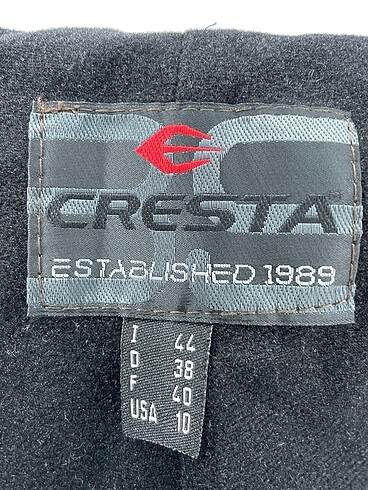 CRESTA
ESTABLISHED 1989
I 44
D 38
F 40
USA 10